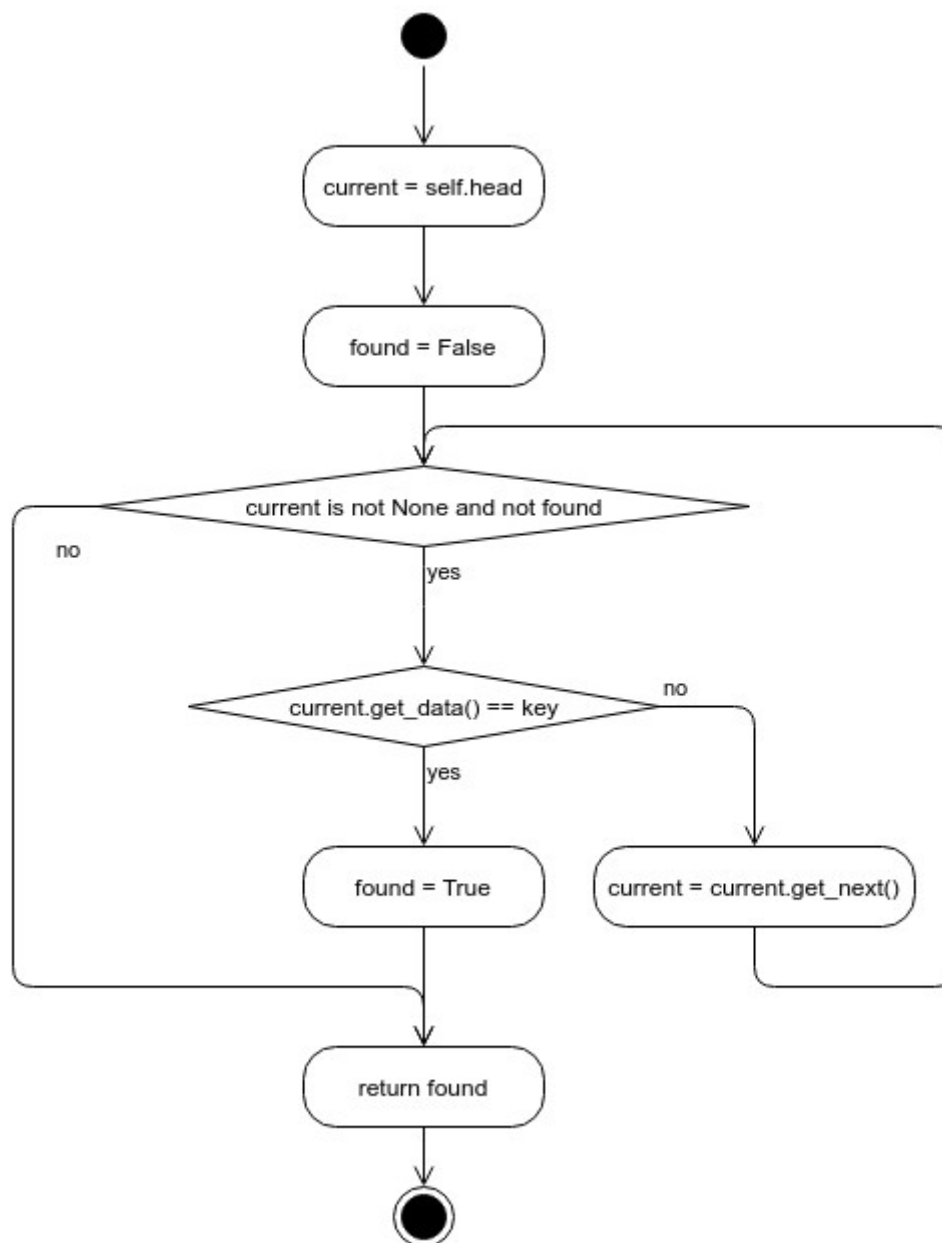 current = self.head
found = False
current is not None and not found
no
yes
current.get_data() == key
no
yes
found = True
current = current.get_next()
return found